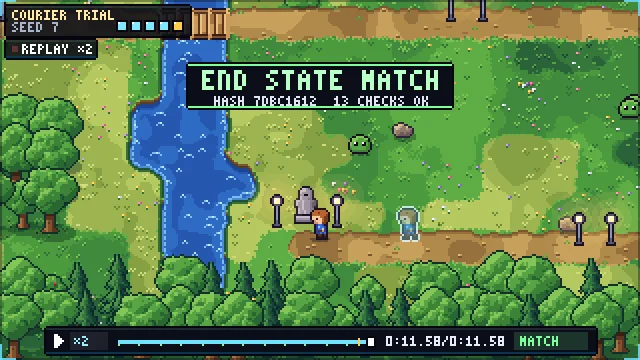 COURIER TRIAL
SEED 7
REPLAY ×2
END STATE MATCH
HASH 7DBC1612 13 CHECKS OK
×2 0:11.58/0:11.58 MATCH